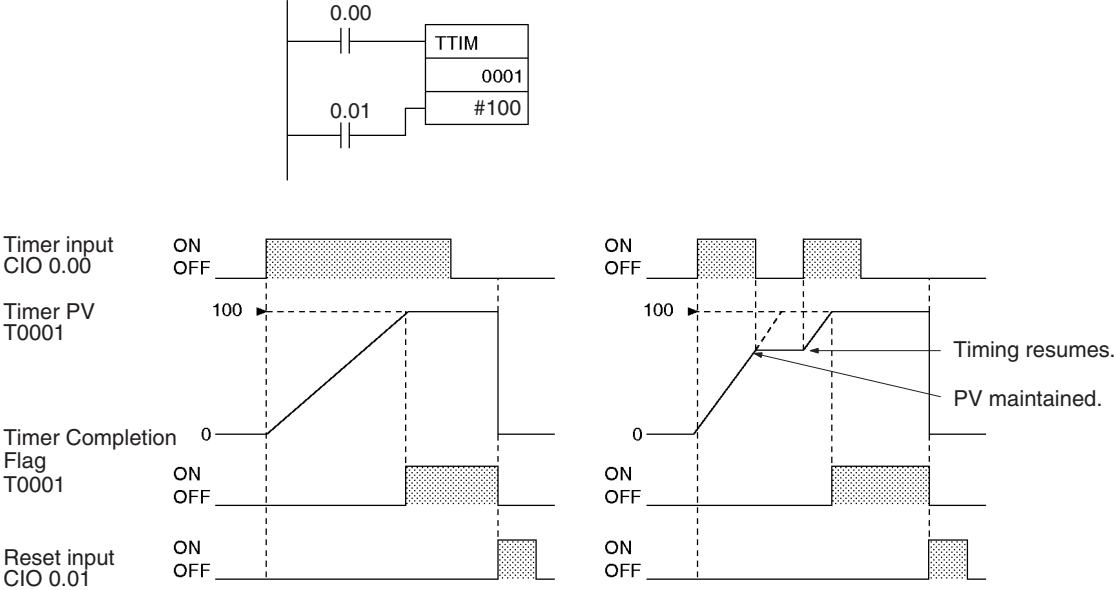 0.00
TTIM
0001
0.01
#100
Timer input
CIO 0.00
ON
OFF
ON
OFF
Timer PV
T0001
100
100
Timing resumes.
PV maintained.
0
0
Timer Completion
Flag
T0001
ON
OFF
ON
OFF
Reset input
CIO 0.01
ON
OFF
ON
OFF